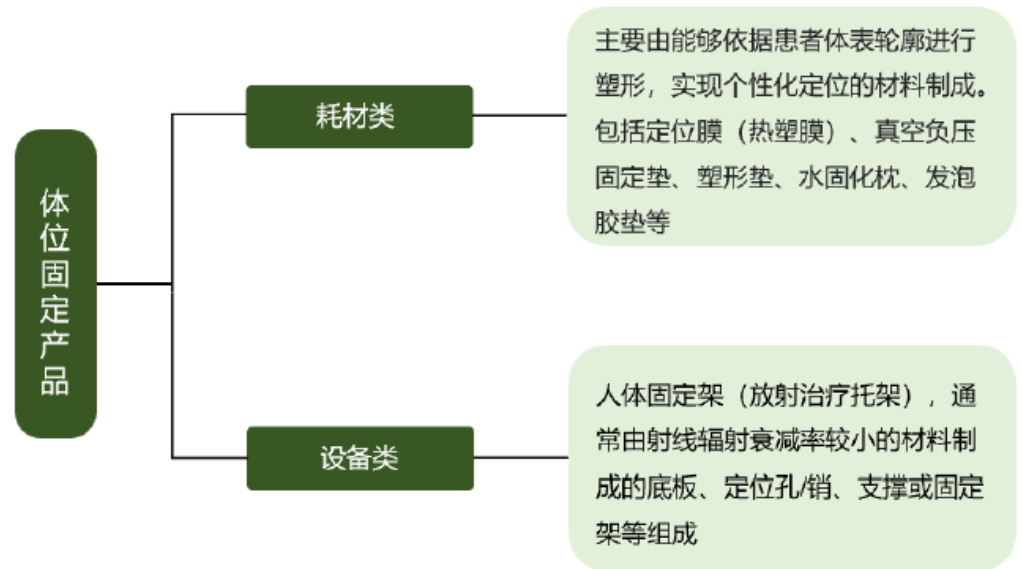 体位固定产品
耗材类
主要由能够依据患者体表轮廓进行
塑形，实现个性化定位的材料制成。
包括定位膜（热塑膜）、真空负压
固定垫、塑形垫、水固化枕、发泡
胶垫等
设备类
人体固定架（放射治疗托架），通
常由射线辐射衰减率较小的材料制
成的底板、定位孔/销、支撑或固定
架等组成